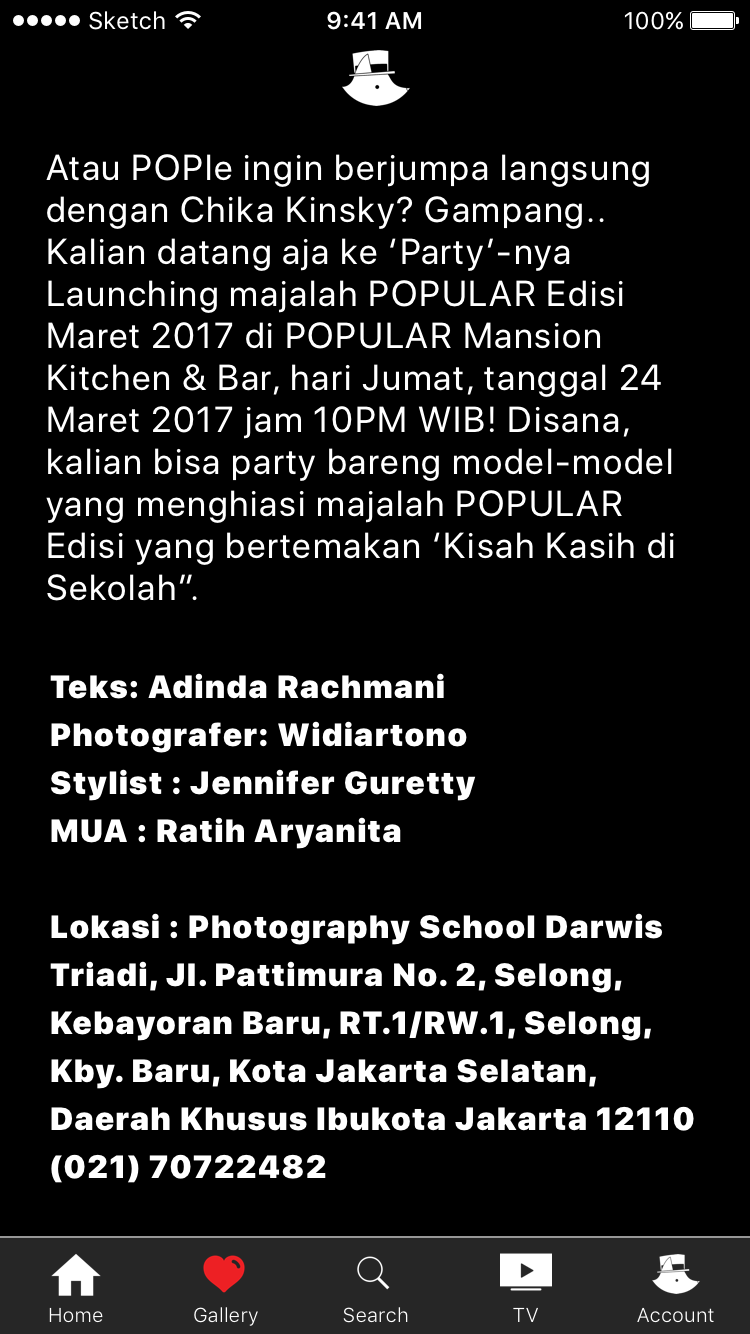 Sketch 9:41 AM 100%
Atau POPle ingin berjumpa langsung
dengan Chika Kinsky? Gampang..
Kalian datang aja ke ‘Party’-nya
Launching majalah POPULAR Edisi
Maret 2017 di POPULAR Mansion
Kitchen & Bar, hari Jumat, tanggal 24
Maret 2017 jam 10PM WIB! Disana,
kalian bisa party bareng model-model
yang menghiasi majalah POPULAR
Edisi yang bertemakan ‘Kisah Kasih di
Sekolah”.
Teks: Adinda Rachmani
Photografer: Widiartono
Stylist : Jennifer Guretty
MUA : Ratih Aryanita
Lokasi : Photography School Darwis
Triadi, Jl. Pattimura No. 2, Selong,
Kebayoran Baru, RT.1/RW.1, Selong,
Kby. Baru, Kota Jakarta Selatan,
Daerah Khusus Ibukota Jakarta 12110
(021) 70722482
Home Gallery Search TV Account